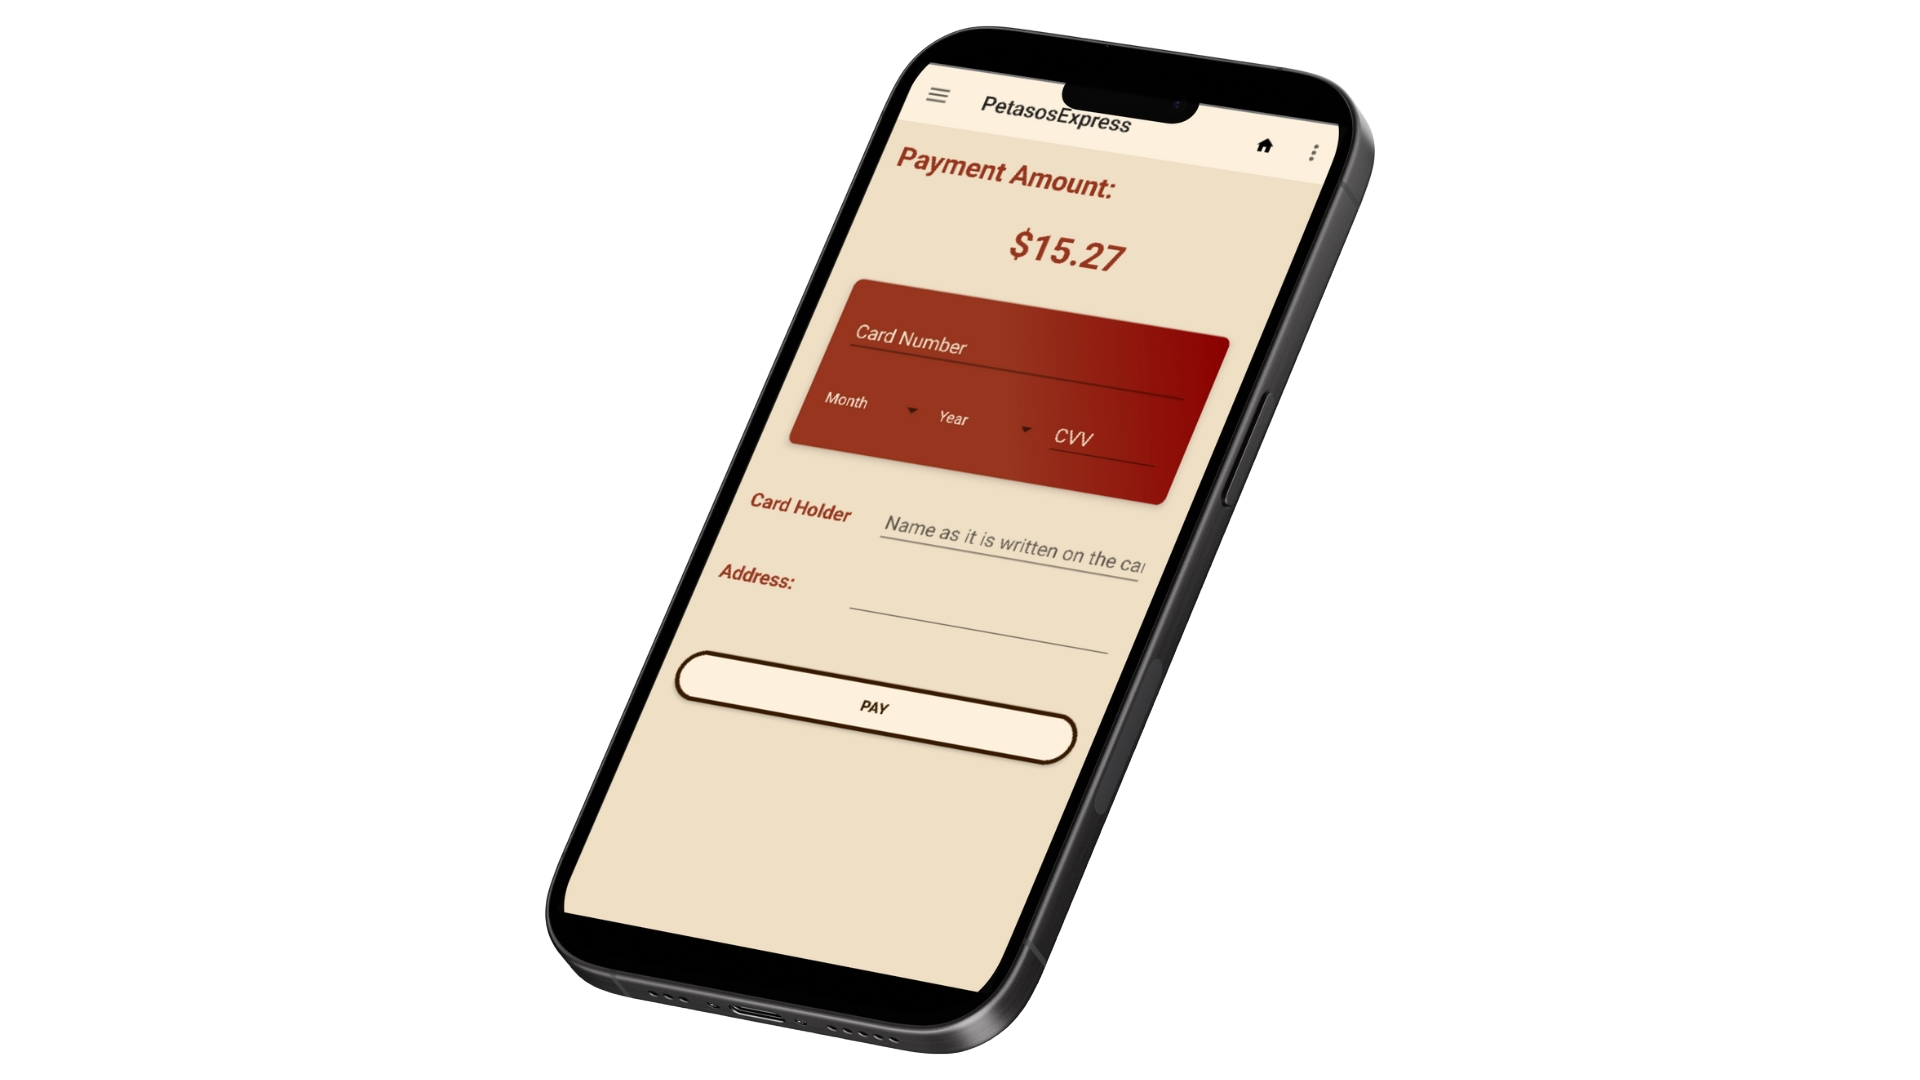 PetasosExpress
Payment Amount:
$15.27
Card Number
Month Year CVV
Card Holder Name as it is written on the car
Address:
PAY